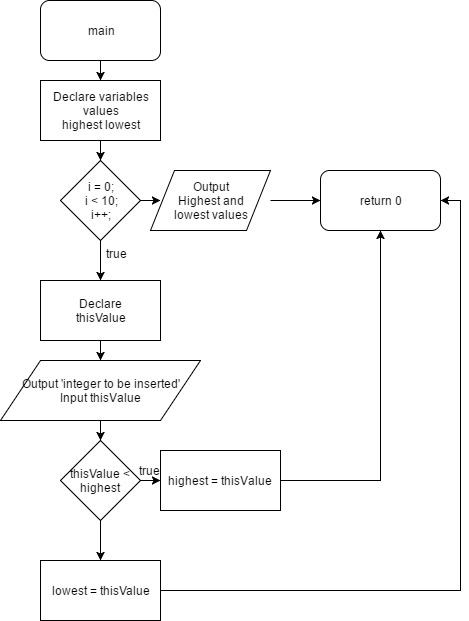 main
Declare variables
values
highest lowest
i = 0;
i < 10;
i++;
Output
Highest and
lowest values
return 0
true
Declare
thisValue
Output 'integer to be inserted'
Input thisValue
thisValue <
highest
true
highest = thisValue
lowest = thisValue